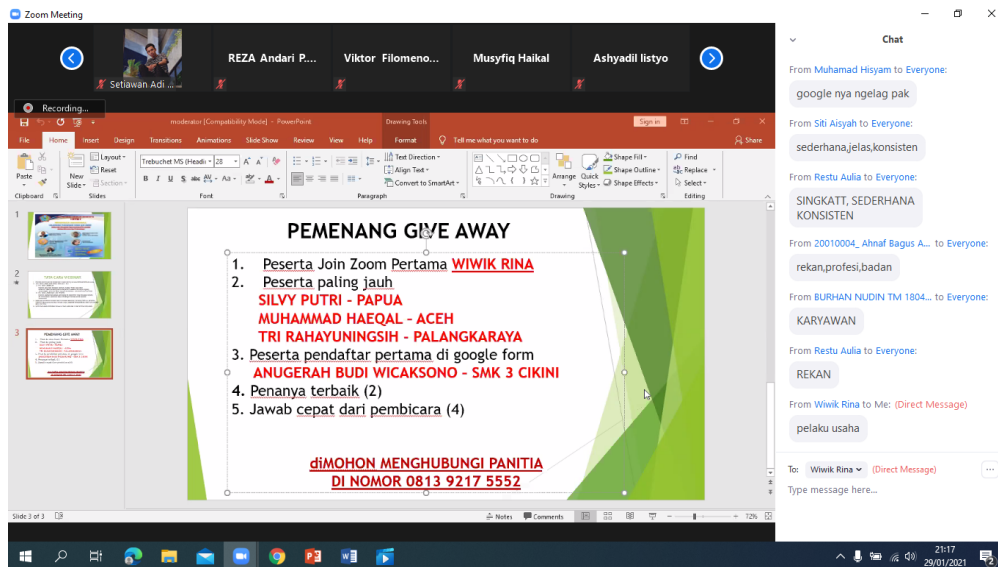 Zoom Meeting
Setiawan Adi ...
REZA Andari P....
Viktor Filomeno...
Musyfiq Haikal
Ashyadil listyo
Recording...
moderator [Compatibility Mode] - PowerPoint
Drawing Tools
Sign in
File Home Insert Design Transitions Animations Slide Show Review View Help Format Tell me what you want to do Share
Paste
New Slide
Layout
Reset
Section
Trebuchet MS (Headi 28
Text Direction
Align Text
Convert to SmartArt
Arrange
Quick Styles
Shape Fill
Shape Outline
Shape Effects
Find
Replace
Select
Clipboard Slides Font Paragraph Drawing Editing
1
2
3
PEMENANG GIVE AWAY
1. Peserta Join Zoom Pertama WIWIK RINA
2. Peserta paling jauh
SILVY PUTRI - PAPUA
MUHAMMAD HAEQAL - ACEH
TRI RAHAYUNINGSIH - PALANGKARAYA
3. Peserta pendaftar pertama di google form
ANUGERAH BUDI WICAKSONO - SMK 3 CIKINI
4. Penanya terbaik (2)
5. Jawab cepat dari pembicara (4)
diMOHON MENGHUBUNGI PANITIA
DI NOMOR 0813 9217 5552
Slide 3 of 3
Notes Comments 72%
Chat
From Muhamad Hisyam to Everyone:
google nya ngelag pak
From Siti Aisyah to Everyone:
sederhana,jelas,konsisten
From Restu Aulia to Everyone:
SINGKATT, SEDERHANA
KONSISTEN
From 20010004_ Ahnaf Bagus A... to Everyone:
rekan,profesi,badan
From BURHAN NUDIN TM 1804... to Everyone:
KARYAWAN
From Restu Aulia to Everyone:
REKAN
From Wiwik Rina to Me: (Direct Message)
pelaku usaha
To: Wiwik Rina (Direct Message)
Type message here...
21:17
29/01/2021
2